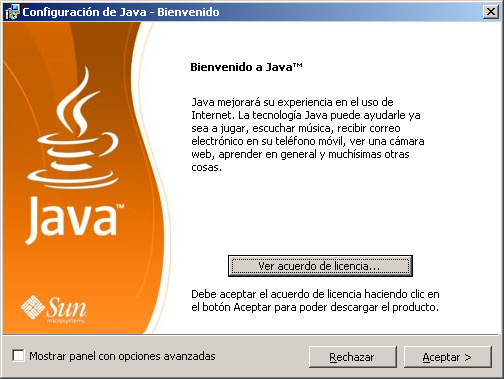 Configuración de Java - Bienvenido
Bienvenido a Java™
Java mejorará su experiencia en el uso de
Internet. La tecnología Java puede ayudarle ya
sea a jugar, escuchar música, recibir correo
electrónico en su teléfono móvil, ver una cámara
web, aprender en general y muchísimas otras
cosas.
Java™
Ver acuerdo de licencia...
Debe aceptar el acuerdo de licencia haciendo clic en
el botón Aceptar para poder descargar el producto.
Sun
microsystems
Mostrar panel con opciones avanzadas
Rechazar
Aceptar >